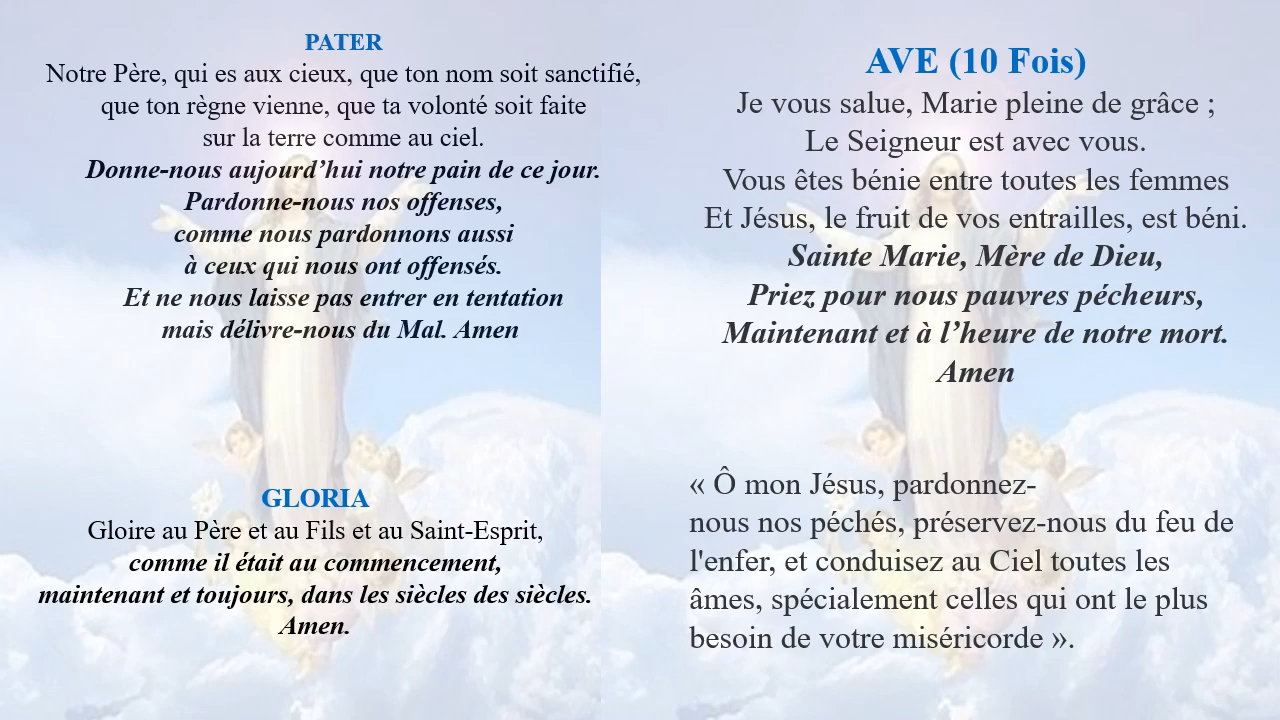 PATER
Notre Père, qui es aux cieux, que ton nom soit sanctifié,
que ton règne vienne, que ta volonté soit faite
sur la terre comme au ciel.
Donne-nous aujourd’hui notre pain de ce jour.
Pardonne-nous nos offenses,
comme nous pardonnons aussi
à ceux qui nous ont offensés.
Et ne nous laisse pas entrer en tentation
mais délivre-nous du Mal. Amen
GLORIA
Gloire au Père et au Fils et au Saint-Esprit,
comme il était au commencement,
maintenant et toujours, dans les siècles des siècles.
Amen.
AVE (10 Fois)
Je vous salue, Marie pleine de grâce ;
Le Seigneur est avec vous.
Vous êtes bénie entre toutes les femmes
Et Jésus, le fruit de vos entrailles, est béni.
Sainte Marie, Mère de Dieu,
Priez pour nous pauvres pécheurs,
Maintenant et à l’heure de notre mort.
Amen
« Ô mon Jésus, pardonnez-
nous nos péchés, préservez-nous du feu de
l'enfer, et conduisez au Ciel toutes les
âmes, spécialement celles qui ont le plus
besoin de votre miséricorde ».